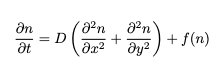 ∂n/∂t = D (∂²n/∂x² + ∂²n/∂y²) + f(n)